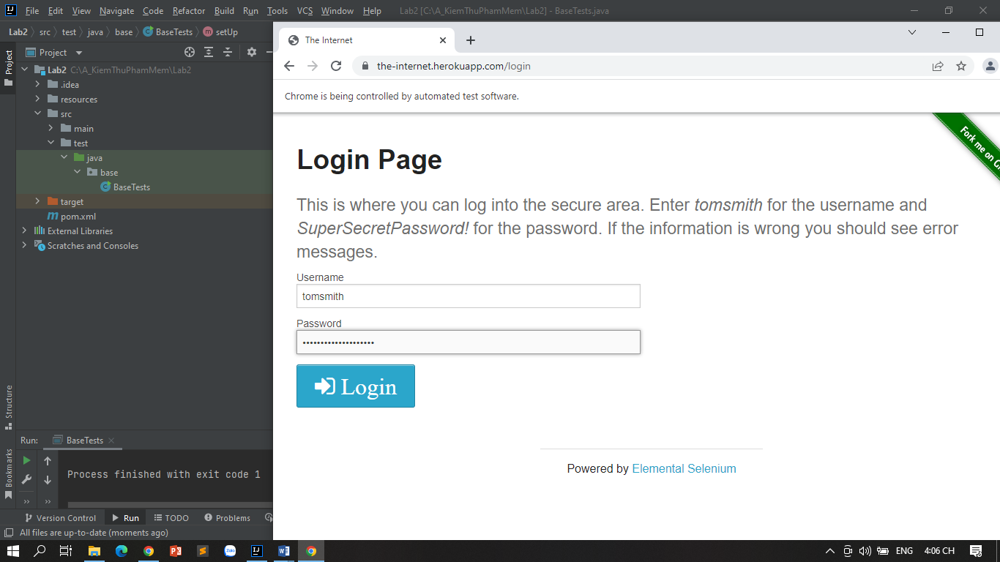 File Edit View Navigate Code Refactor Build Run Tools VCS Window Help Lab2 [C:\A_KiemThuPhamMem\Lab2] - BaseTests.java
Lab2 src test java base BaseTests m setUp
Project
Project
Lab2 C:\A_KiemThuPhamMem\Lab2
.idea
resources
src
main
test
java
base
BaseTests
target
m pom.xml
External Libraries
Scratches and Consoles
Structure
Bookmarks
Run: BaseTests
Process finished with exit code 1
Version Control Run TODO Problems
All files are up-to-date (moments ago)
The Internet
the-internet.herokuapp.com/login
Chrome is being controlled by automated test software.
Fork me on Gi
Login Page
This is where you can log into the secure area. Enter tomsmith for the username and
SuperSecretPassword! for the password. If the information is wrong you should see error
messages.
Username
tomsmith
Password
••••••••••••••••••••
Login
Powered by Elemental Selenium
ENG 4:06 CH